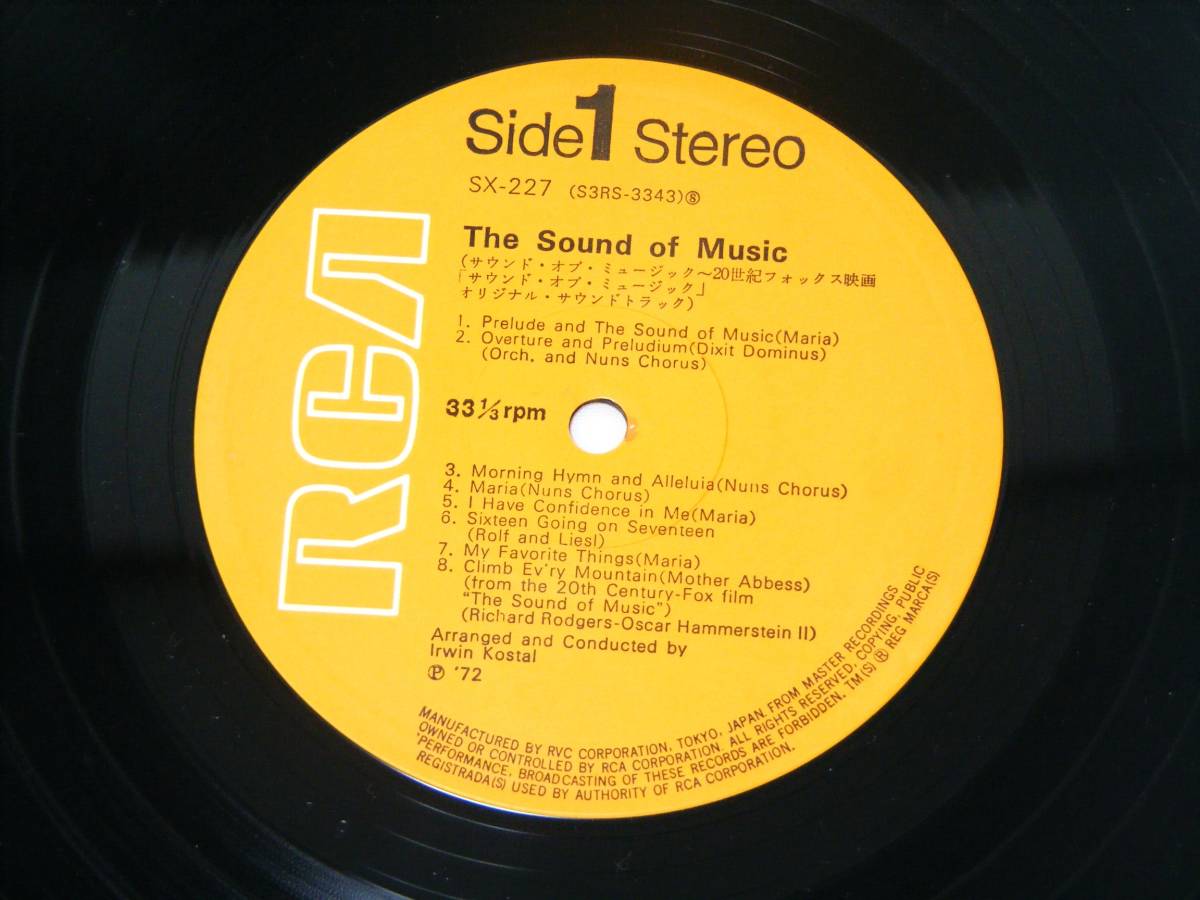 Side 1 Stereo
SX-227 (S3RS-3343)Ⓢ
The Sound of Music
(サウンド・オブ・ミュージック〜20世紀フォックス映画
「サウンド・オブ・ミュージック」
オリジナル・サウンドトラック)
1. Prelude and The Sound of Music(Maria)
2. Overture and Preludium(Dixit Dominus)
(Orch. and Nuns Chorus)
33 1/3 rpm
3. Morning Hymn and Alleluia(Nuns Chorus)
4. Maria(Nuns Chorus)
5. I Have Confidence in Me(Maria)
6. Sixteen Going on Seventeen
(Rolf and Liesl)
7. My Favorite Things(Maria)
8. Climb Ev'ry Mountain(Mother Abbess)
(from the 20th Century-Fox film
"The Sound of Music")
(Richard Rodgers-Oscar Hammerstein II)
Arranged and Conducted by
Irwin Kostal
℗ '72
RCA
MANUFACTURED BY RVC CORPORATION, TOKYO, JAPAN FROM MASTER RECORDINGS
OWNED OR CONTROLLED BY RCA CORPORATION. ALL RIGHTS RESERVED, COPYING, PUBLIC
'PERFORMANCE, BROADCASTING OF THESE RECORDS ARE FORBIDDEN. TM(S) ® REG MARCA(S)
REGISTRADA(S) USED BY AUTHORITY OF RCA CORPORATION.